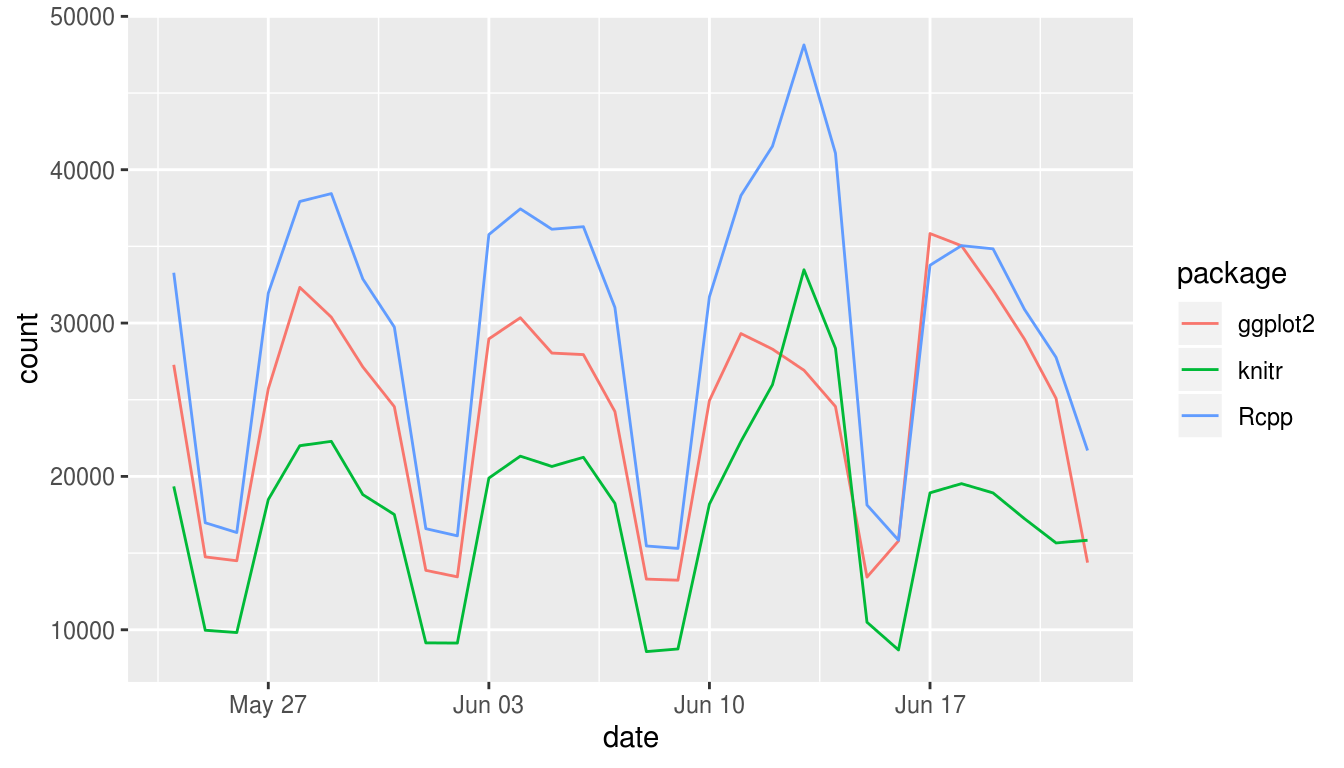 50000
40000
30000
20000
10000
count
May 27
Jun 03
Jun 10
Jun 17
date
package
ggplot2
knitr
Rcpp